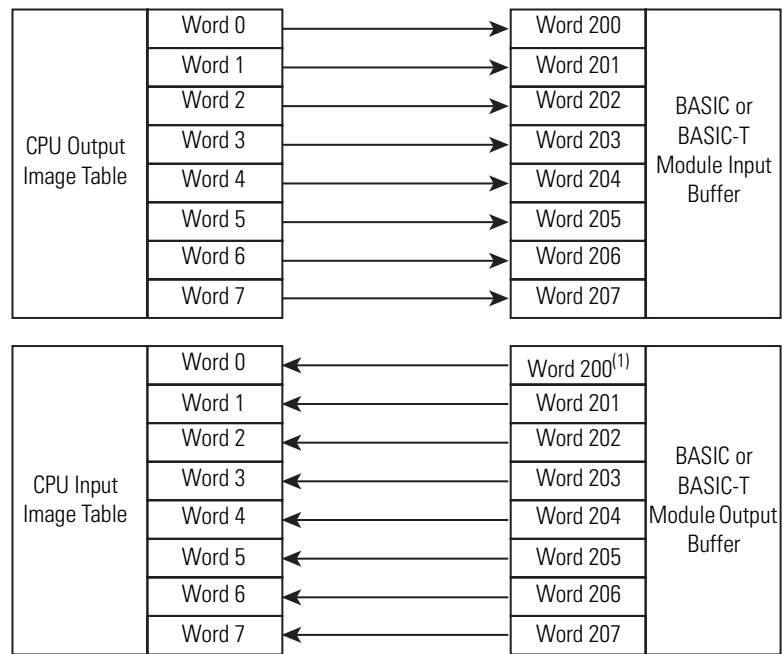 Word 0 Word 200
Word 1 Word 201
Word 2 Word 202
Word 3 Word 203
Word 4 Word 204
Word 5 Word 205
Word 6 Word 206
Word 7 Word 207
CPU Output
Image Table
BASIC or
BASIC-T
Module Input
Buffer
Word 0 Word 200(1)
Word 1 Word 201
Word 2 Word 202
Word 3 Word 203
Word 4 Word 204
Word 5 Word 205
Word 6 Word 206
Word 7 Word 207
CPU Input
Image Table
BASIC or
BASIC-T
Module Output
Buffer